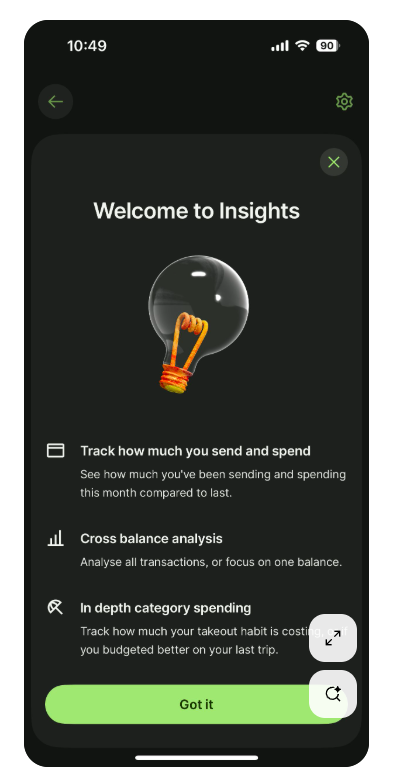 10:49
90
Welcome to Insights
Track how much you send and spend
See how much you've been sending and spending
this month compared to last.
Cross balance analysis
Analyse all transactions, or focus on one balance.
In depth category spending
Track how much your takeout habit is costing,
you budgeted better on your last trip.
Got it